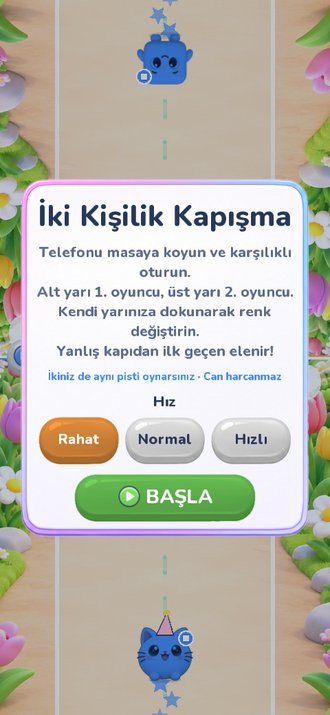 İki Kişilik Kapışma
Telefonu masaya koyun ve karşılıklı
oturun.
Alt yarı 1. oyuncu, üst yarı 2. oyuncu.
Kendi yarınıza dokunarak renk
değiştirin.
Yanlış kapıdan ilk geçen elenir!
İkiniz de aynı pisti oynarsınız · Can harcanmaz
Hız
Rahat Normal Hızlı
BAŞLA